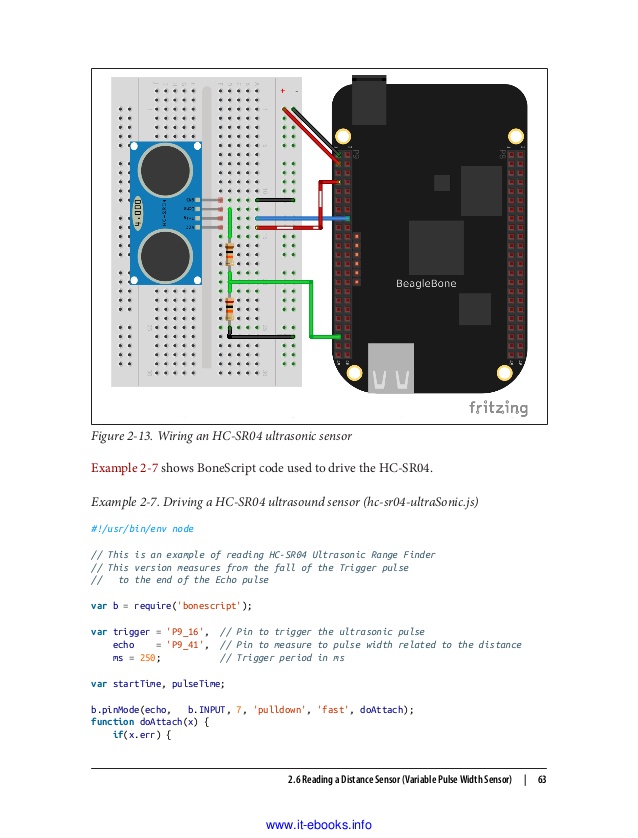 + -
4.000
HC-SR04
P9
P8
BeagleBone
fritzing
Figure 2-13. Wiring an HC-SR04 ultrasonic sensor
Example 2-7 shows BoneScript code used to drive the HC-SR04.
Example 2-7. Driving a HC-SR04 ultrasound sensor (hc-sr04-ultraSonic.js)
#!/usr/bin/env node
// This is an example of reading HC-SR04 Ultrasonic Range Finder
// This version measures from the fall of the Trigger pulse
//   to the end of the Echo pulse
var b = require('bonescript');
var trigger = 'P9_16',  // Pin to trigger the ultrasonic pulse
    echo    = 'P9_41',  // Pin to measure to pulse width related to the distance
    ms = 250;           // Trigger period in ms
var startTime, pulseTime;
b.pinMode(echo,   b.INPUT, 7, 'pulldown', 'fast', doAttach);
function doAttach(x) {
    if(x.err) {
2.6 Reading a Distance Sensor (Variable Pulse Width Sensor) | 63
www.it-ebooks.info